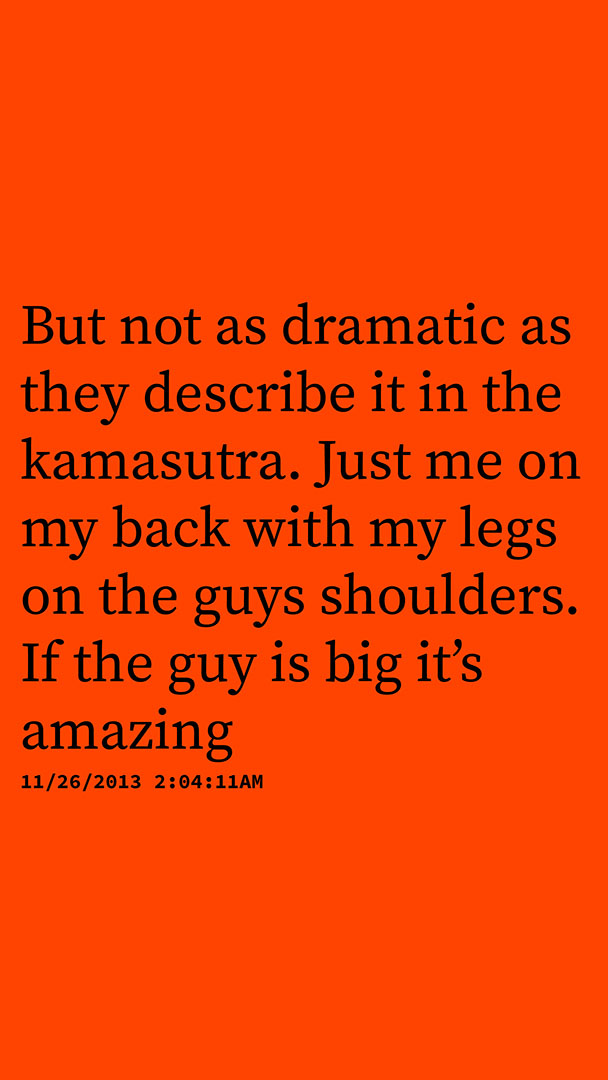 But not as dramatic as
they describe it in the
kamasutra. Just me on
my back with my legs
on the guys shoulders.
If the guy is big it’s
amazing
11/26/2013 2:04:11AM